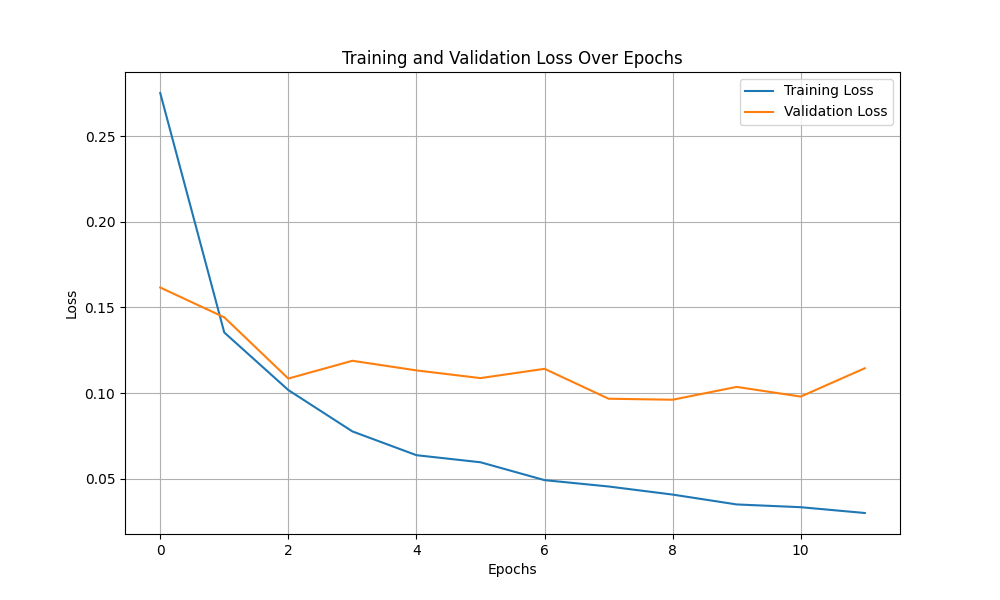 Training and Validation Loss Over Epochs
Training Loss
Validation Loss
0.25
0.20
0.15
0.10
0.05
Loss
0 2 4 6 8 10
Epochs